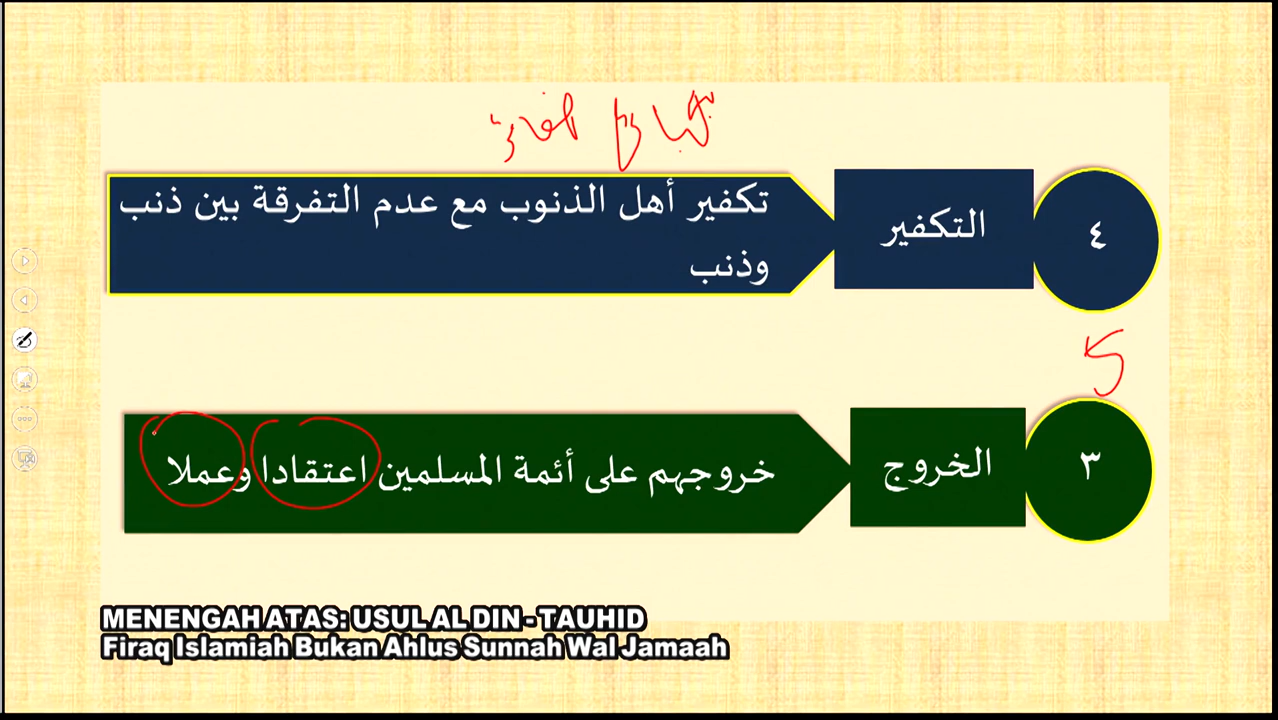 ٤
التكفير
تكفير أهل الذنوب مع عدم التفرقة بين ذنب
وذنب
5
٣
الخروج
خروجهم على أئمة المسلمين اعتقادا وعملا
MENENGAH ATAS: USUL AL DIN - TAUHID
Firaq Islamiah Bukan Ahlus Sunnah Wal Jamaah